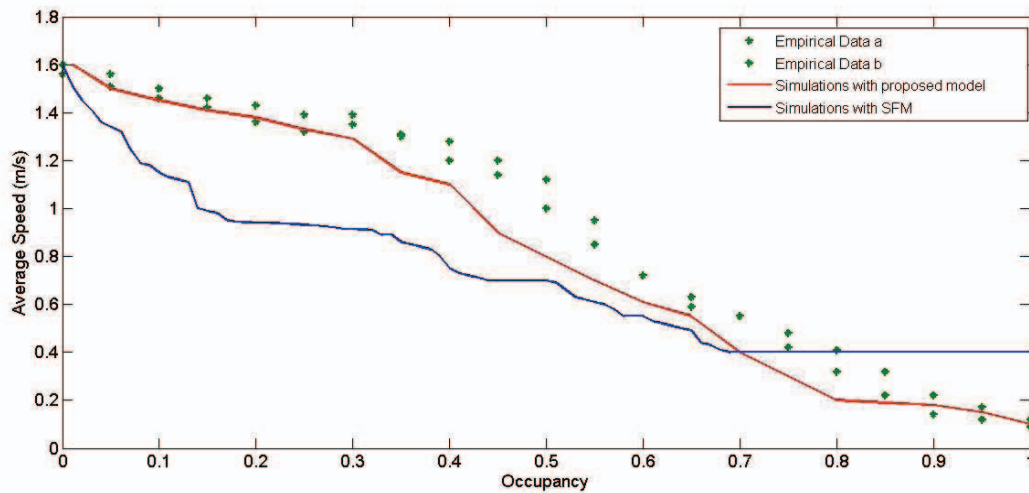 1.8
1.6
1.4
1.2
1
0.8
0.6
0.4
0.2
0
Average Speed (m/s)
Empirical Data a
Empirical Data b
Simulations with proposed model
Simulations with SFM
0 0.1 0.2 0.3 0.4 0.5 0.6 0.7 0.8 0.9 1
Occupancy